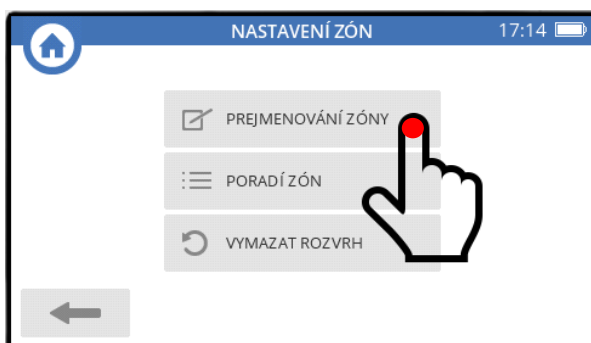 NASTAVENÍ ZÓN 17:14
PREJMENOVÁNÍ ZÓNY
PORADÍ ZÓN
VYMAZAT ROZVRH